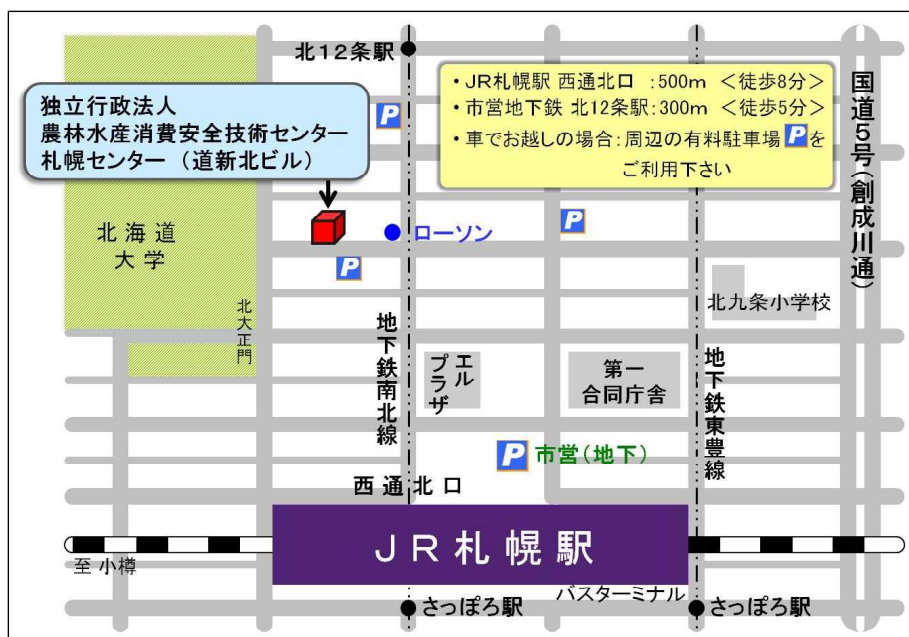 北12条駅
独立行政法人
農林水産消費安全技術センター
札幌センター (道新北ビル)
・JR札幌駅 西通北口 :500m <徒歩8分>
・市営地下鉄 北12条駅:300m <徒歩5分>
・車でお越しの場合:周辺の有料駐車場Pを
ご利用下さい
国道5号(創成川通)
P
P
ローソン
北海道
大学
P
北九条小学校
北大正門
地下鉄南北線
エル
プラザ
第一
合同庁舎
地下鉄東豊線
P 市営(地下)
西通北口
JR札幌駅
至 小樽
バスターミナル
さっぽろ駅
さっぽろ駅